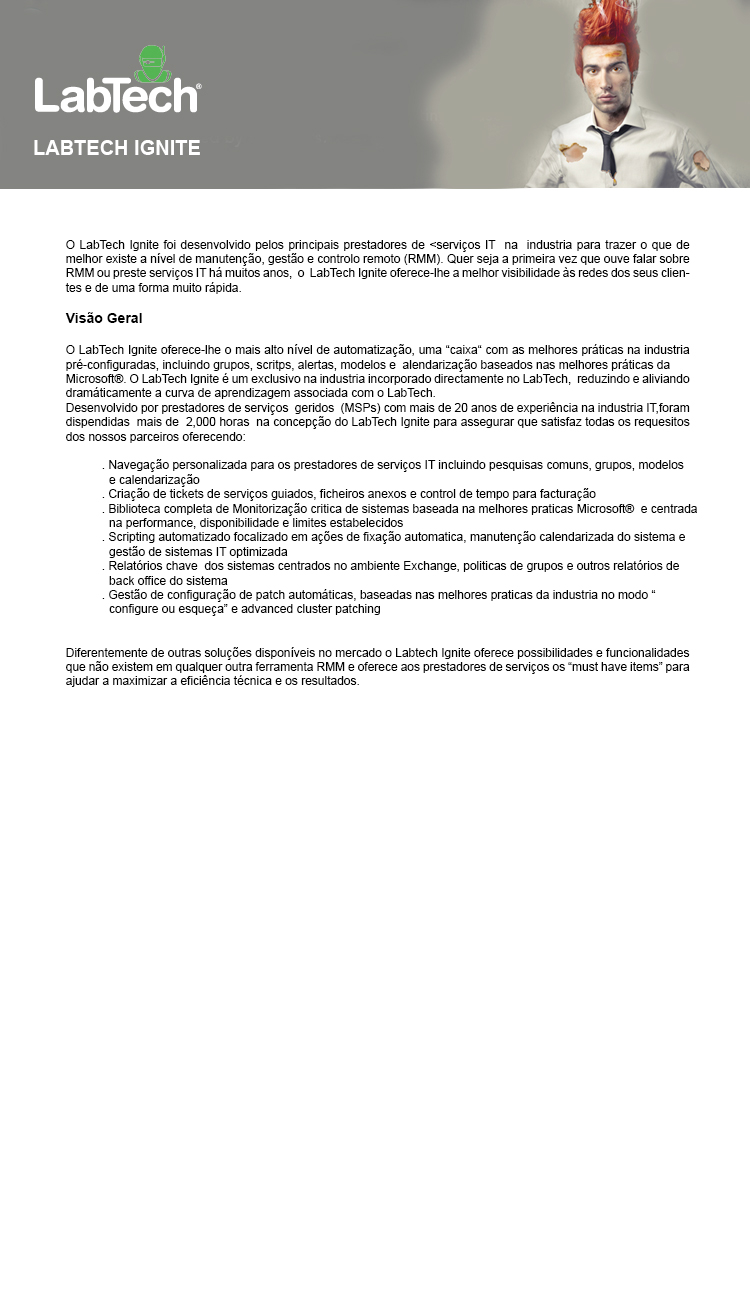 LabTech®
LABTECH IGNITE
O LabTech Ignite foi desenvolvido pelos principais prestadores de <serviços IT na industria para trazer o que de
melhor existe a nível de manutenção, gestão e controlo remoto (RMM). Quer seja a primeira vez que ouve falar sobre
RMM ou preste serviços IT há muitos anos, o LabTech Ignite oferece-lhe a melhor visibilidade às redes dos seus clien-
tes e de uma forma muito rápida.
Visão Geral
O LabTech Ignite oferece-lhe o mais alto nível de automatização, uma “caixa“ com as melhores práticas na industria
pré-configuradas, incluindo grupos, scritps, alertas, modelos e alendarização baseados nas melhores práticas da
Microsoft®. O LabTech Ignite é um exclusivo na industria incorporado directamente no LabTech, reduzindo e aliviando
dramáticamente a curva de aprendizagem associada com o LabTech.
Desenvolvido por prestadores de serviços geridos (MSPs) com mais de 20 anos de experiência na industria IT,foram
dispendidas mais de 2,000 horas na concepção do LabTech Ignite para assegurar que satisfaz todas os requesitos
dos nossos parceiros oferecendo:
. Navegação personalizada para os prestadores de serviços IT incluindo pesquisas comuns, grupos, modelos
e calendarização
. Criação de tickets de serviços guiados, ficheiros anexos e control de tempo para facturação
. Biblioteca completa de Monitorização critica de sistemas baseada na melhores praticas Microsoft® e centrada
na performance, disponibilidade e limites estabelecidos
. Scripting automatizado focalizado em ações de fixação automatica, manutenção calendarizada do sistema e
gestão de sistemas IT optimizada
. Relatórios chave dos sistemas centrados no ambiente Exchange, politicas de grupos e outros relatórios de
back office do sistema
. Gestão de configuração de patch automáticas, baseadas nas melhores praticas da industria no modo “
configure ou esqueça” e advanced cluster patching
Diferentemente de outras soluções disponíveis no mercado o Labtech Ignite oferece possibilidades e funcionalidades
que não existem em qualquer outra ferramenta RMM e oferece aos prestadores de serviços os “must have items” para
ajudar a maximizar a eficiência técnica e os resultados.